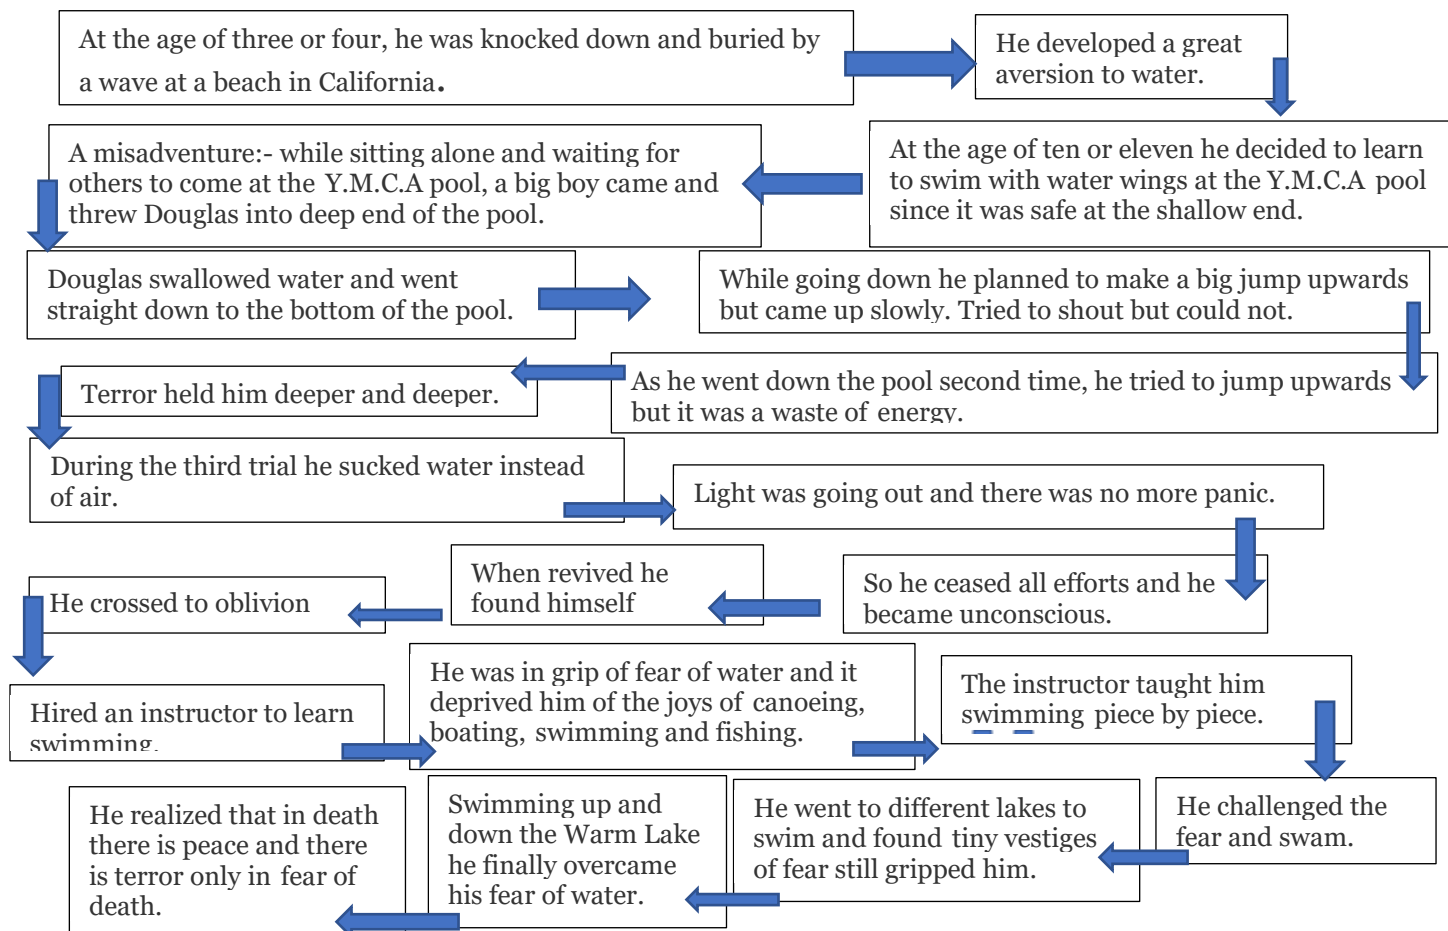 At the age of three or four, he was knocked down and buried by
a wave at a beach in California.
He developed a great
aversion to water.
At the age of ten or eleven he decided to learn
to swim with water wings at the Y.M.C.A pool
since it was safe at the shallow end.
A misadventure:- while sitting alone and waiting for
others to come at the Y.M.C.A pool, a big boy came and
threw Douglas into deep end of the pool.
Douglas swallowed water and went
straight down to the bottom of the pool.
While going down he planned to make a big jump upwards
but came up slowly. Tried to shout but could not.
As he went down the pool second time, he tried to jump upwards
but it was a waste of energy.
Terror held him deeper and deeper.
During the third trial he sucked water instead
of air.
Light was going out and there was no more panic.
So he ceased all efforts and he
became unconscious.
When revived he
found himself
He crossed to oblivion
Hired an instructor to learn
swimming.
He was in grip of fear of water and it
deprived him of the joys of canoeing,
boating, swimming and fishing.
The instructor taught him
swimming piece by piece.
He challenged the
fear and swam.
He went to different lakes to
swim and found tiny vestiges
of fear still gripped him.
Swimming up and
down the Warm Lake
he finally overcame
his fear of water.
He realized that in death
there is peace and there
is terror only in fear of
death.